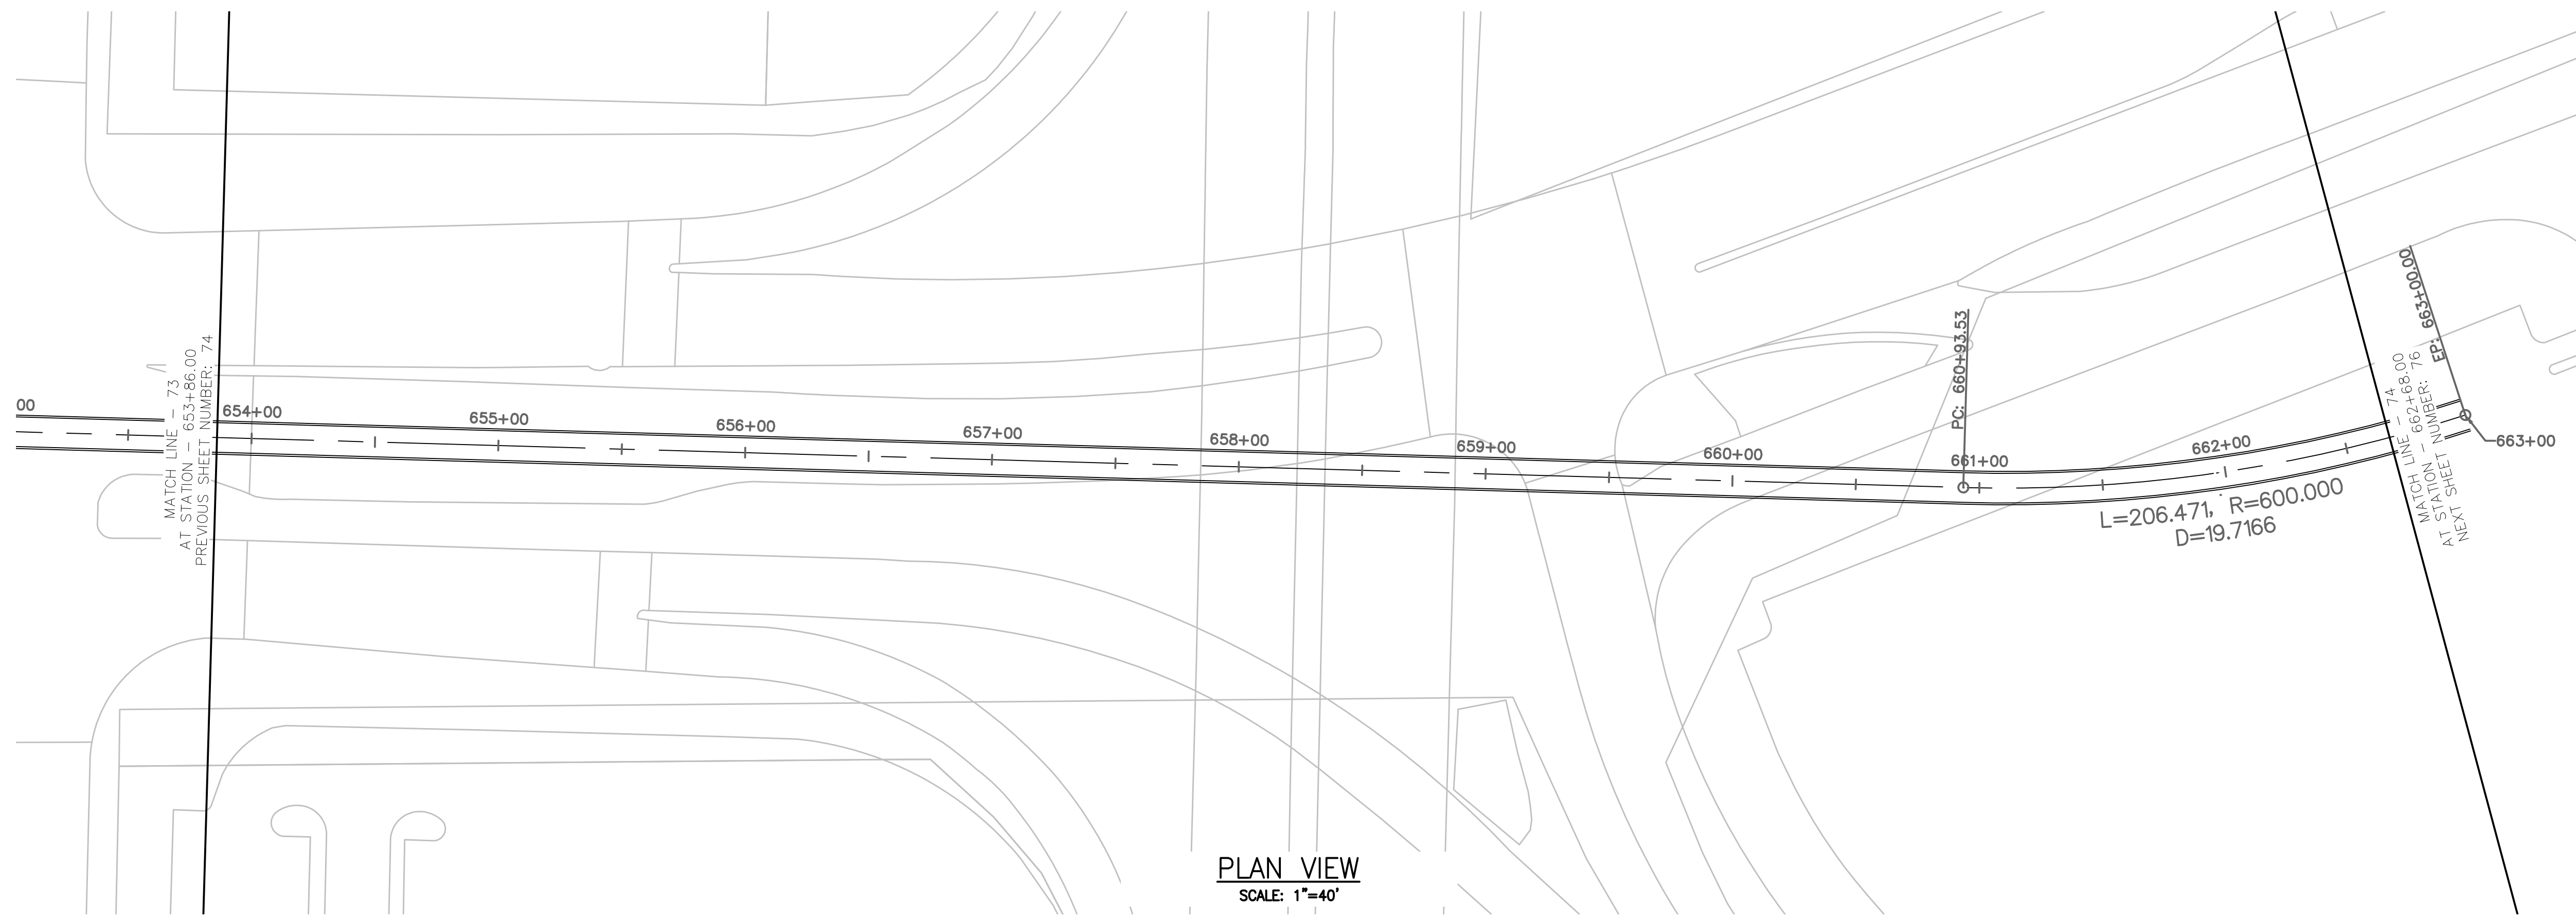 00
MATCH LINE - 73
AT STATION - 653+86.00
PREVIOUS SHEET NUMBER: 74
654+00
655+00
656+00
657+00
658+00
659+00
660+00
PC: 660+93.53
661+00
662+00
L=206.471, R=600.000
D=19.7166
MATCH LINE - 74
AT STATION - 662+68.00
NEXT SHEET NUMBER: 76
EP: 663+00.00
663+00
PLAN VIEW
SCALE: 1"=40'